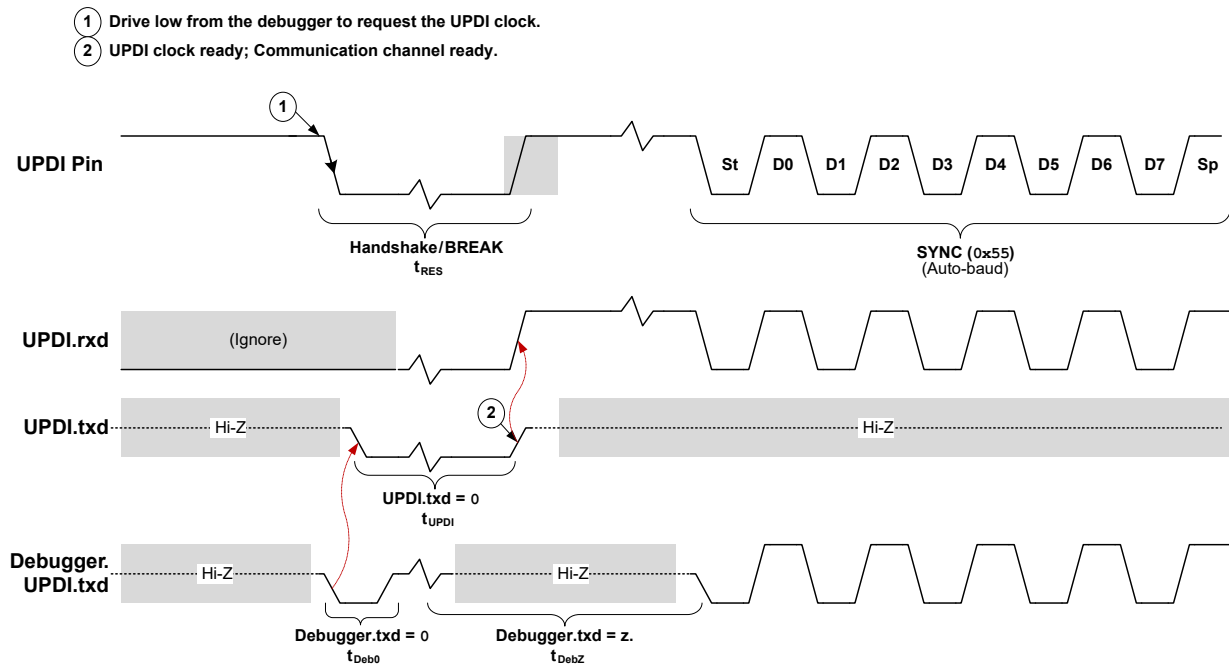 1 Drive low from the debugger to request the UPDI clock.
2 UPDI clock ready; Communication channel ready.
1
UPDI Pin
St D0 D1 D2 D3 D4 D5 D6 D7 Sp
Handshake/BREAK
tRES
SYNC (0x55)
(Auto-baud)
UPDI.rxd
(Ignore)
2
UPDI.txd
Hi-Z
Hi-Z
UPDI.txd = 0
tUPDI
Debugger.
UPDI.txd
Hi-Z
Hi-Z
Debugger.txd = 0
tDeb0
Debugger.txd = z.
tDebZ